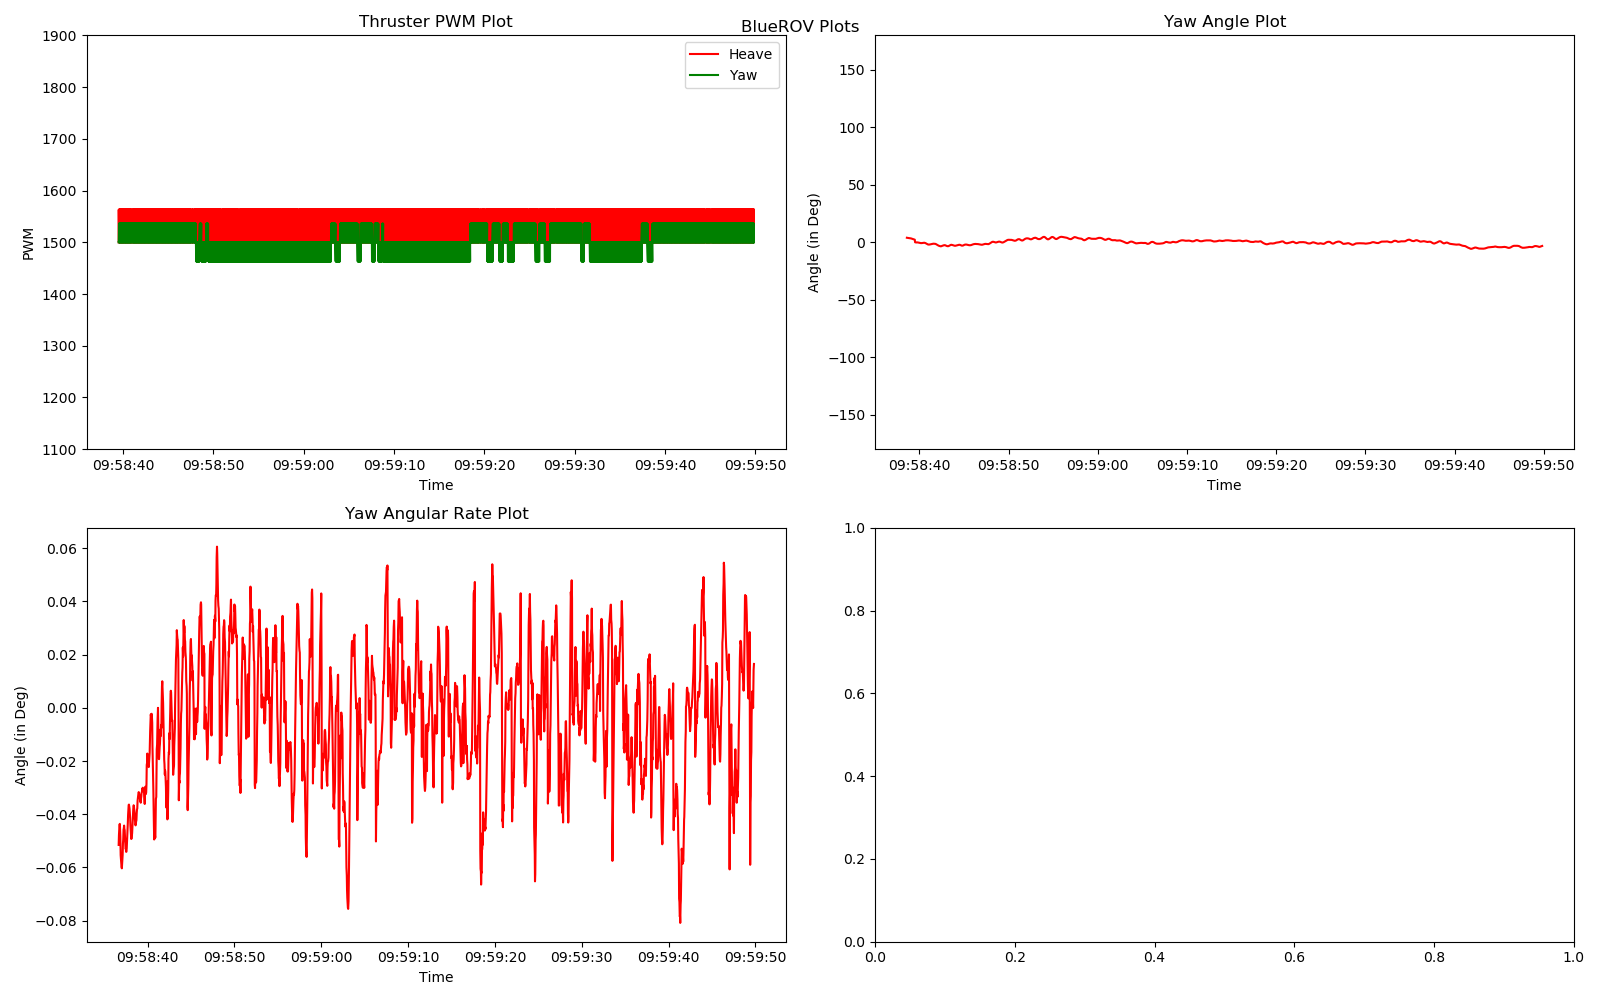 BlueROV Plots
Thruster PWM Plot
1900
1800
1700
1600
1500
1400
1300
1200
1100
PWM
Heave
Yaw
09:58:40 09:58:50 09:59:00 09:59:10 09:59:20 09:59:30 09:59:40 09:59:50
Time
Yaw Angle Plot
150
100
50
0
−50
−100
−150
Angle (in Deg)
09:58:40 09:58:50 09:59:00 09:59:10 09:59:20 09:59:30 09:59:40 09:59:50
Time
Yaw Angular Rate Plot
0.06
0.04
0.02
0.00
−0.02
−0.04
−0.06
−0.08
Angle (in Deg)
09:58:40 09:58:50 09:59:00 09:59:10 09:59:20 09:59:30 09:59:40 09:59:50
Time
1.0
0.8
0.6
0.4
0.2
0.0
0.0 0.2 0.4 0.6 0.8 1.0